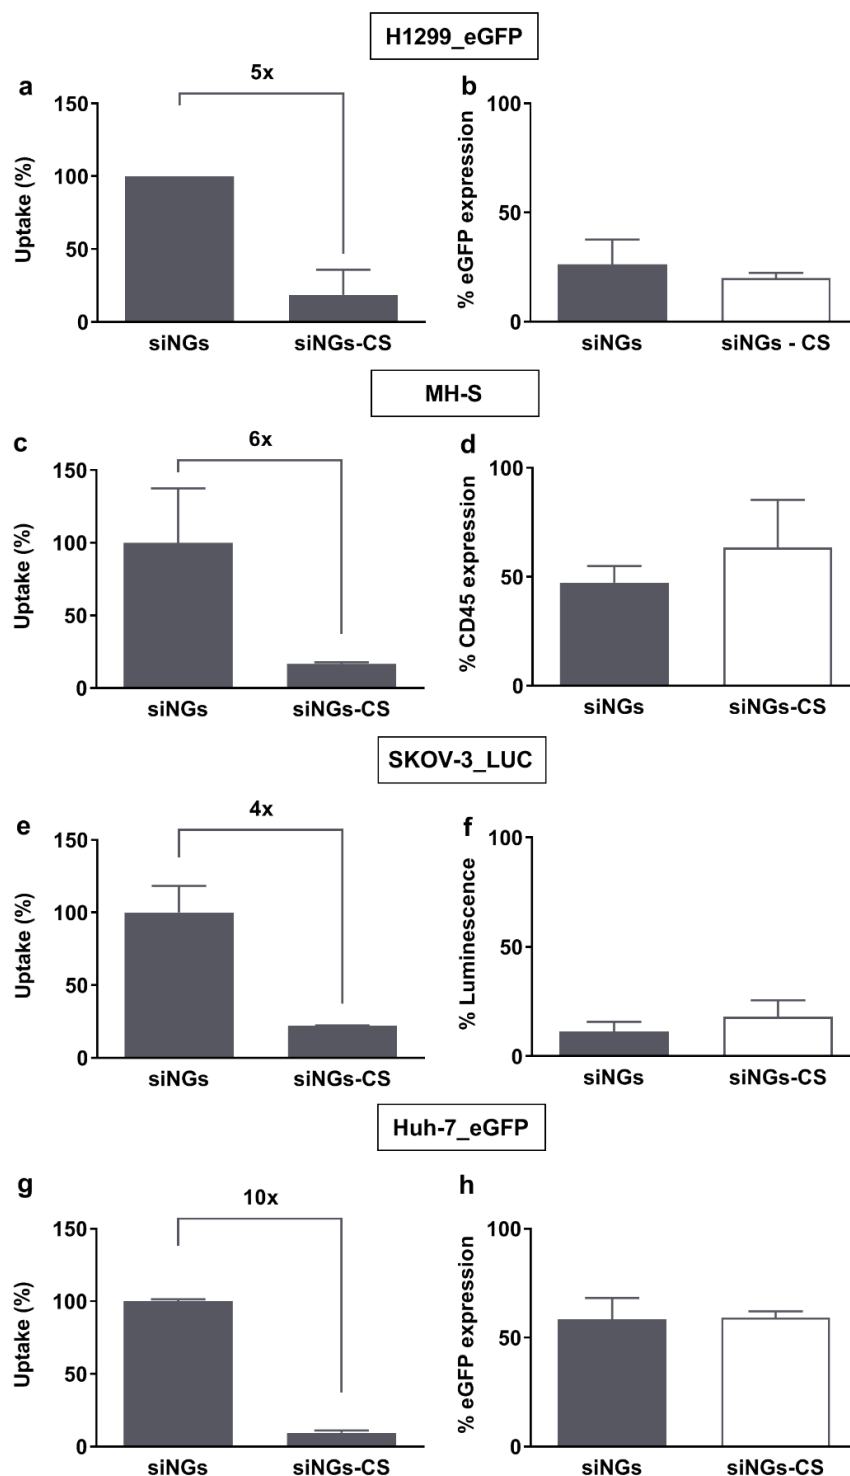 H1299_eGFP
a
5x
Uptake (%)
150
100
50
0
siNGs
siNGs-CS
b
% eGFP expression
100
50
0
siNGs
siNGs - CS
MH-S
c
6x
Uptake (%)
150
100
50
0
siNGs
siNGs-CS
d
% CD45 expression
100
50
0
siNGs
siNGs-CS
SKOV-3_LUC
e
4x
Uptake (%)
150
100
50
0
siNGs
siNGs-CS
f
% Luminescence
100
50
0
siNGs
siNGs-CS
Huh-7_eGFP
g
10x
Uptake (%)
150
100
50
0
siNGs
siNGs-CS
h
% eGFP expression
100
50
0
siNGs
siNGs-CS